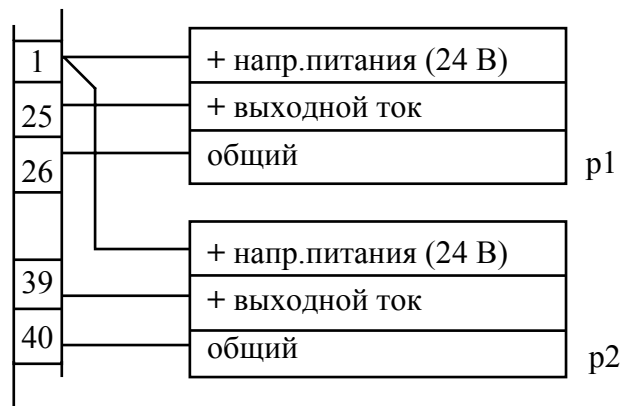 1
+ напр.питания (24 В)
25
+ выходной ток
26
общий
p1
+ напр.питания (24 В)
39
+ выходной ток
40
общий
p2